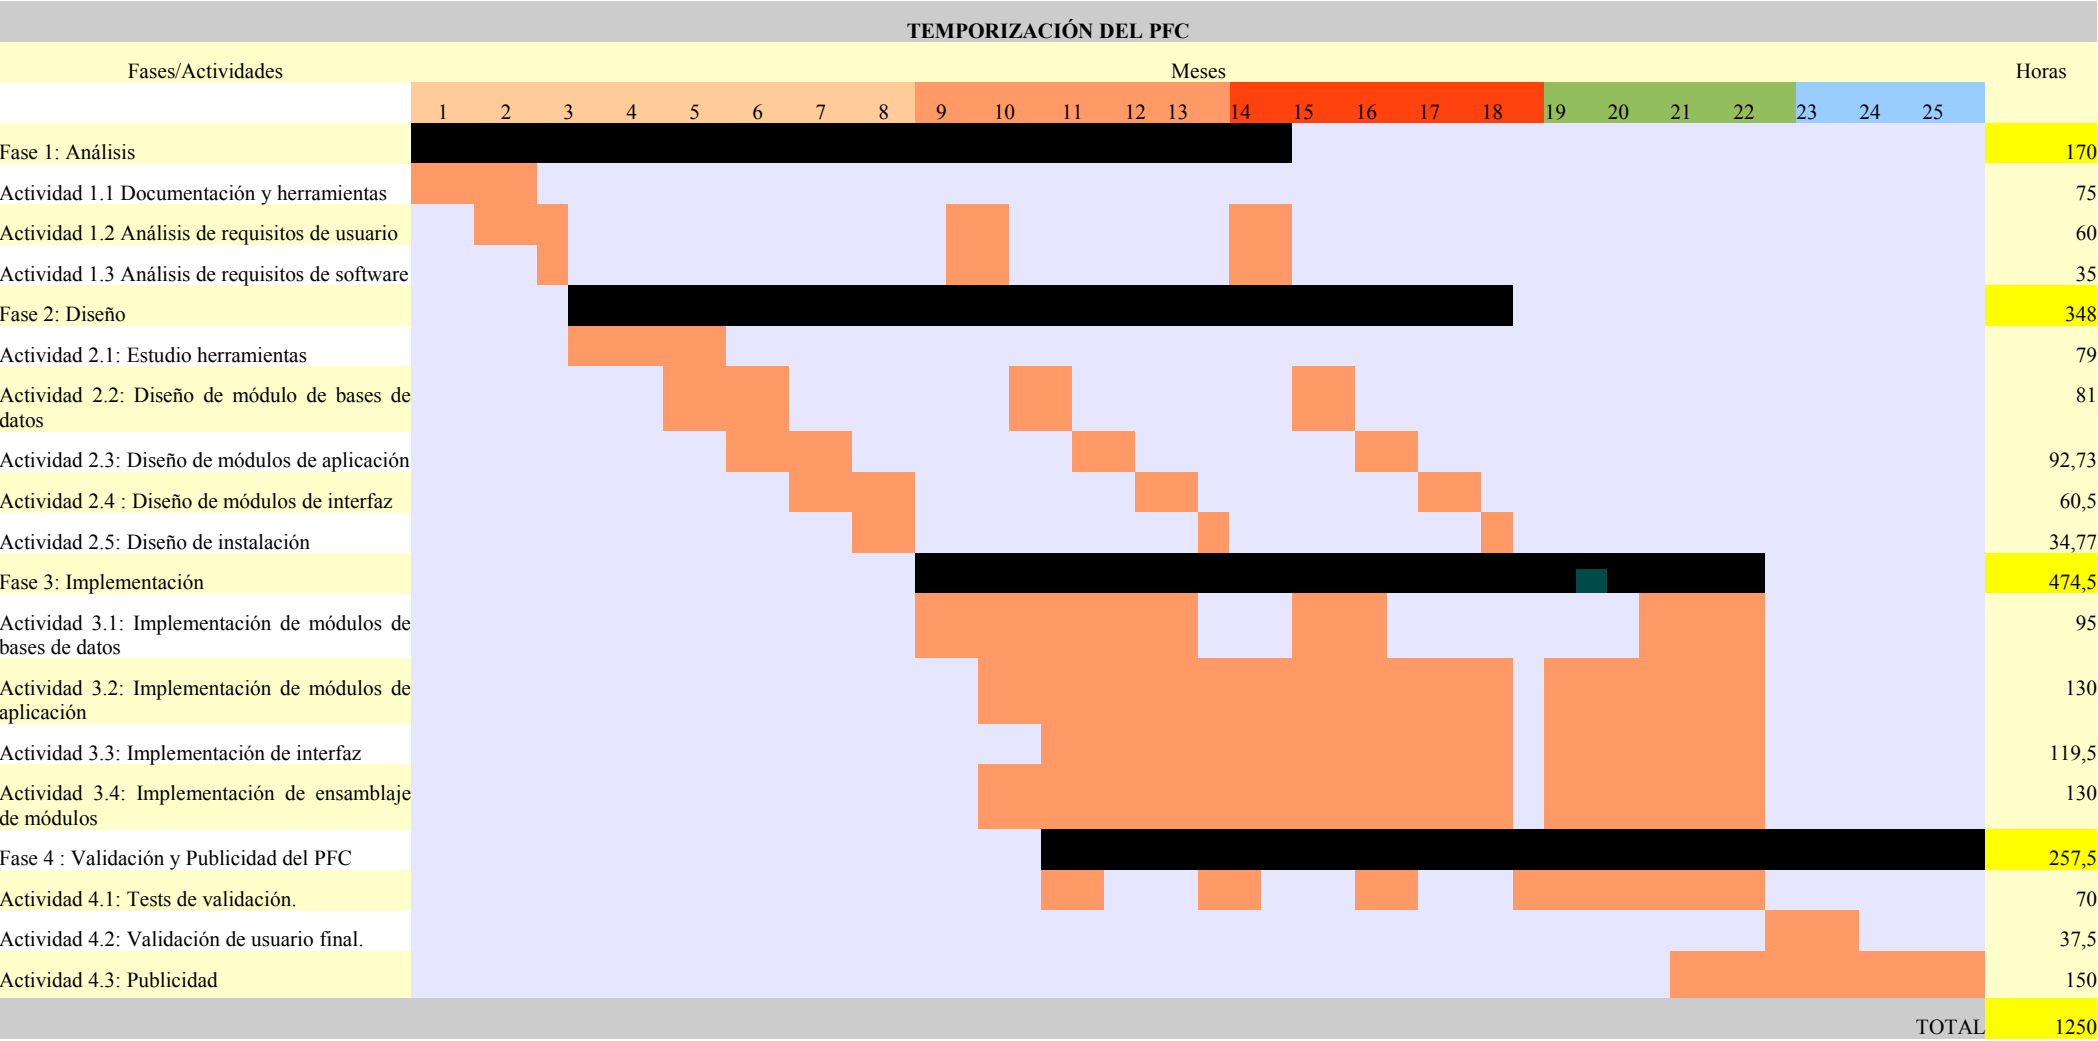 TEMPORIZACIÓN DEL PFC
Fases/Actividades Meses Horas
1 2 3 4 5 6 7 8 9 10 11 12 13 14 15 16 17 18 19 20 21 22 23 24 25
Fase 1: Análisis 170
Actividad 1.1 Documentación y herramientas 75
Actividad 1.2 Análisis de requisitos de usuario 60
Actividad 1.3 Análisis de requisitos de software 35
Fase 2: Diseño 348
Actividad 2.1: Estudio herramientas 79
Actividad 2.2: Diseño de módulo de bases de 81
datos
Actividad 2.3: Diseño de módulos de aplicación 92,73
Actividad 2.4 : Diseño de módulos de interfaz 60,5
Actividad 2.5: Diseño de instalación 34,77
Fase 3: Implementación 474,5
Actividad 3.1: Implementación de módulos de 95
bases de datos
Actividad 3.2: Implementación de módulos de 130
aplicación
Actividad 3.3: Implementación de interfaz 119,5
Actividad 3.4: Implementación de ensamblaje 130
de módulos
Fase 4 : Validación y Publicidad del PFC 257,5
Actividad 4.1: Tests de validación. 70
Actividad 4.2: Validación de usuario final. 37,5
Actividad 4.3: Publicidad 150
TOTAL 1250